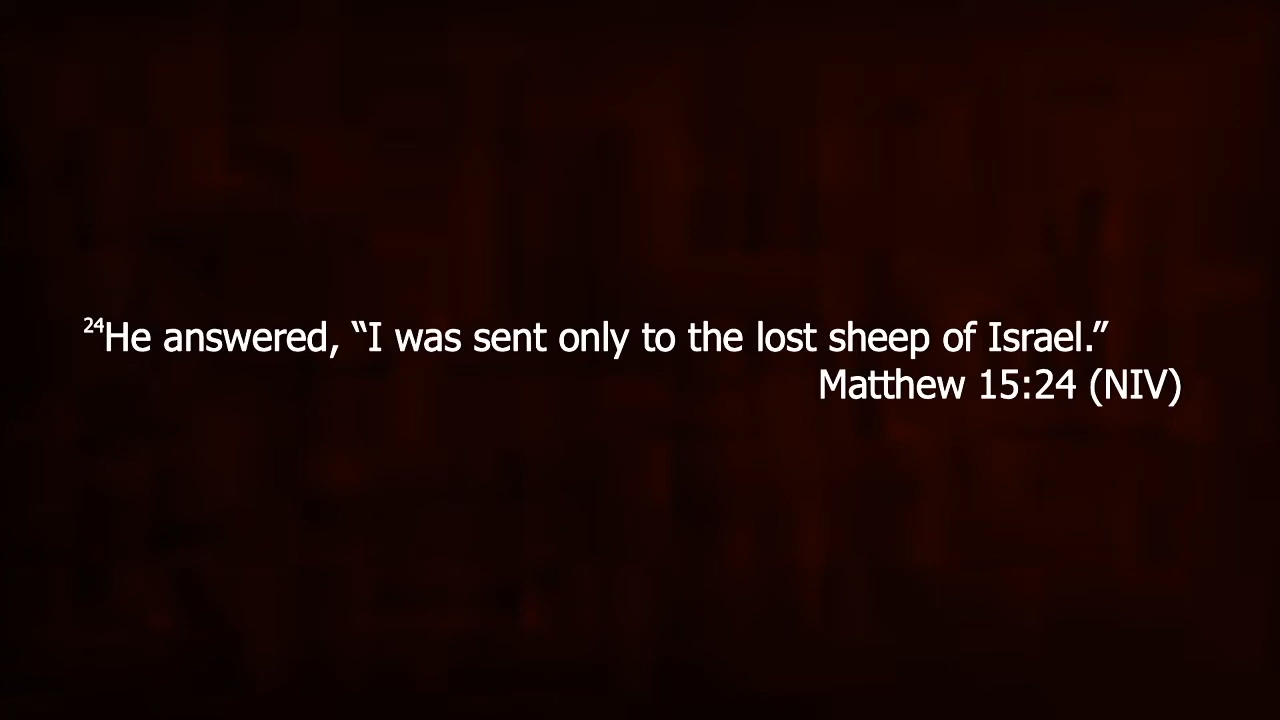 ²⁴He answered, “I was sent only to the lost sheep of Israel.”
Matthew 15:24 (NIV)